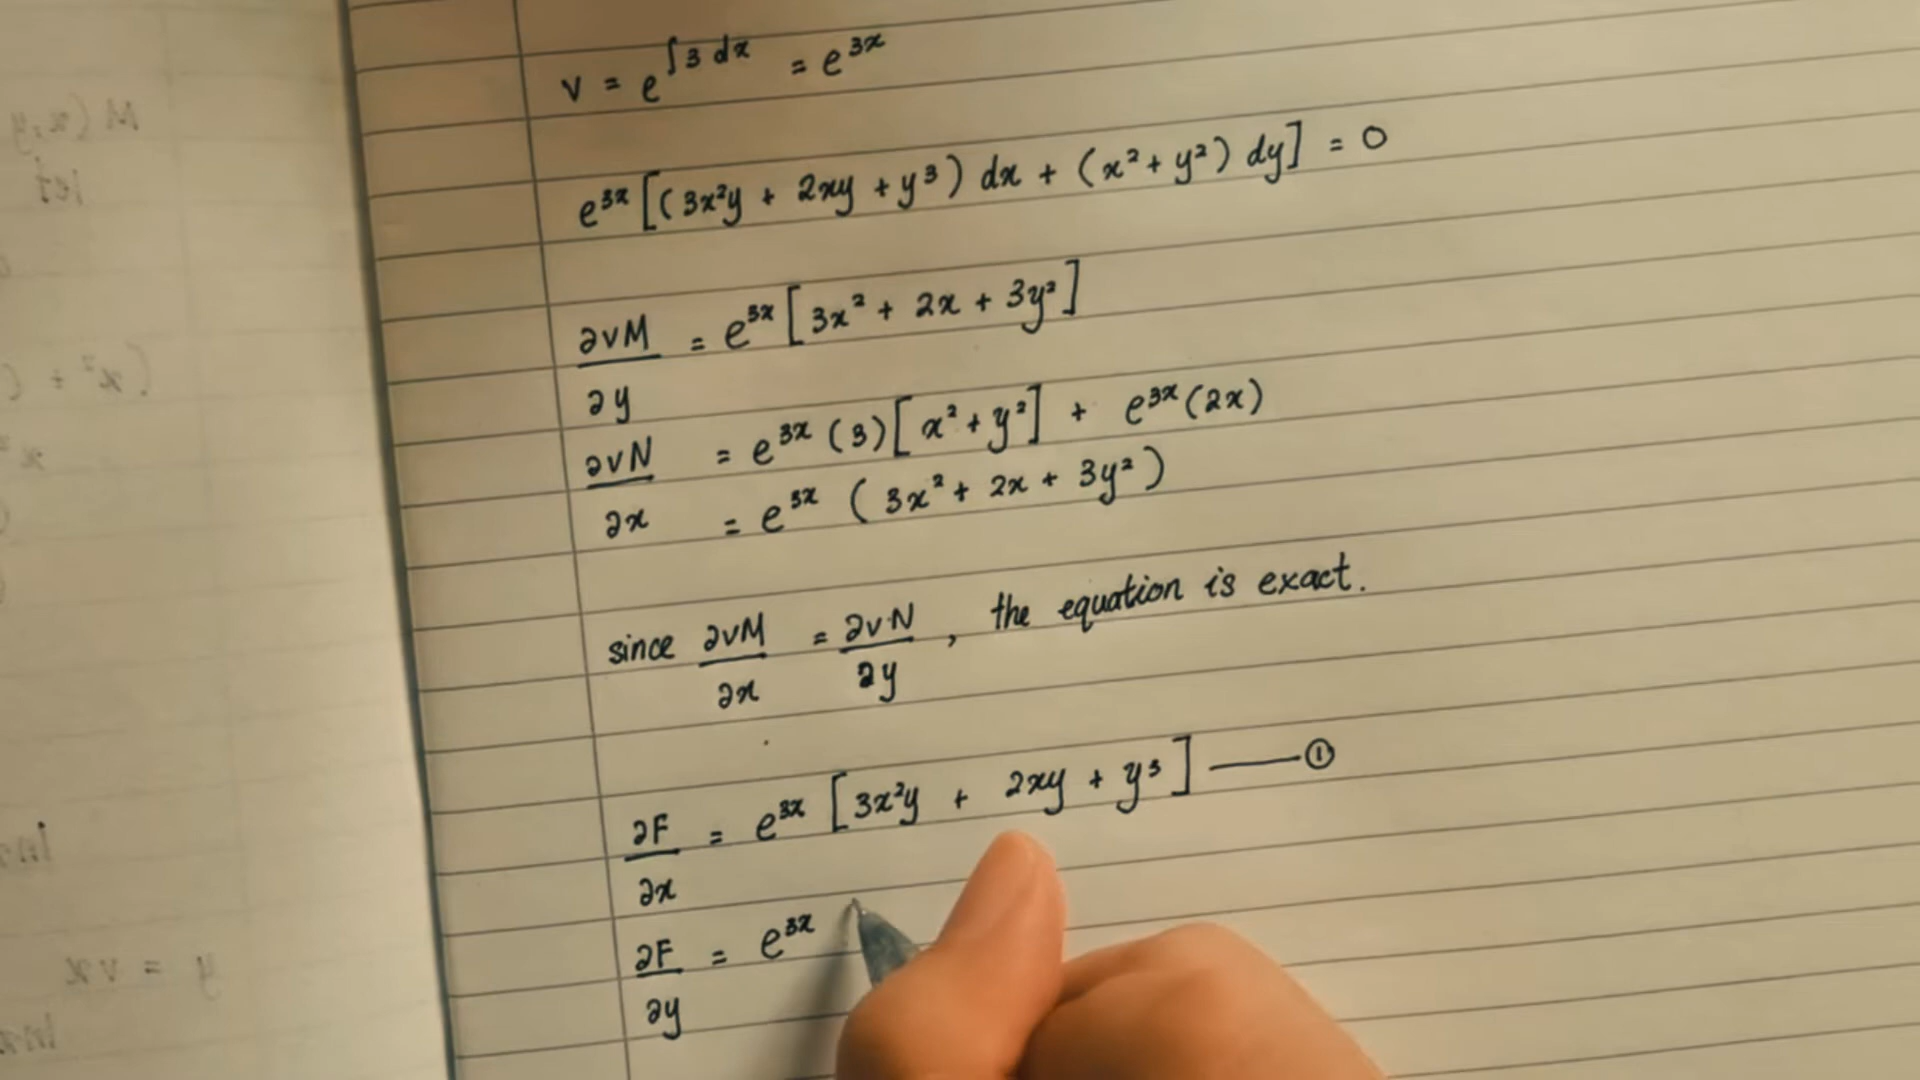 v = e^∫3 dx = e^3x
e^3x [(3x²y + 2xy + y³) dx + (x² + y²) dy] = 0
∂vM/∂y = e^3x [3x² + 2x + 3y²]
∂vN/∂x = e^3x (3)[x² + y²] + e^3x (2x)
= e^3x (3x² + 2x + 3y²)
since ∂vM/∂x = ∂vN/∂y, the equation is exact.
∂F/∂x = e^3x [3x²y + 2xy + y³] —— ①
∂F/∂y = e^3x